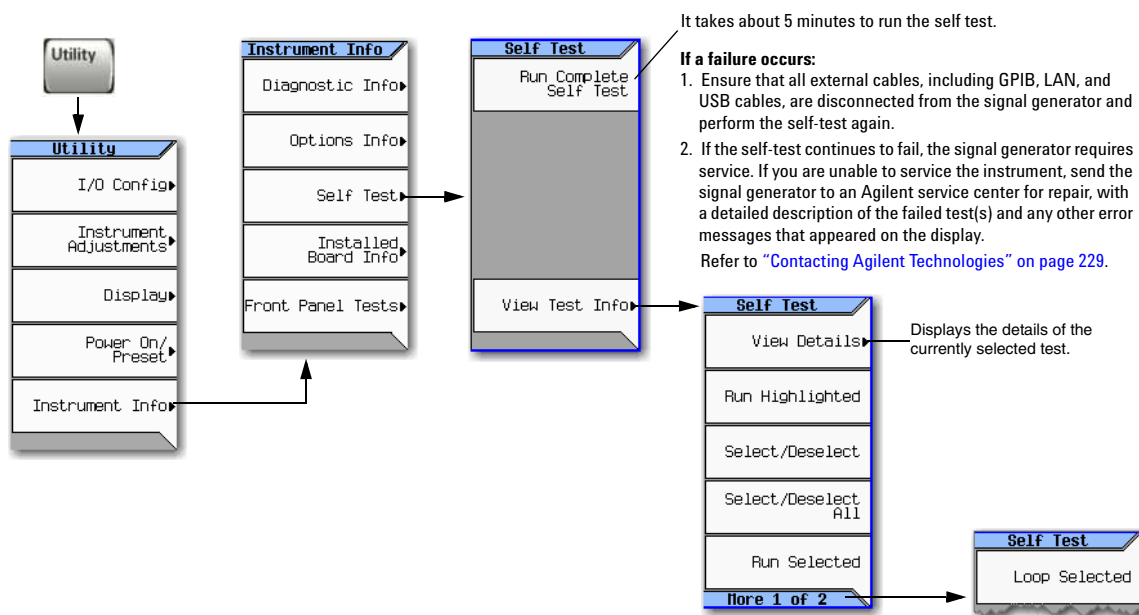 Utility
Utility
I/O Config
Instrument
Adjustments
Display
Power On/
Preset
Instrument Info
Instrument Info
Diagnostic Info
Options Info
Self Test
Installed
Board Info
Front Panel Tests
Self Test
Run Complete
Self Test
View Test Info
It takes about 5 minutes to run the self test.
If a failure occurs:
1. Ensure that all external cables, including GPIB, LAN, and
USB cables, are disconnected from the signal generator and
perform the self-test again.
2. If the self-test continues to fail, the signal generator requires
service. If you are unable to service the instrument, send the
signal generator to an Agilent service center for repair, with
a detailed description of the failed test(s) and any other error
messages that appeared on the display.
Refer to “Contacting Agilent Technologies” on page 229.
Self Test
View Details
Run Highlighted
Select/Deselect
Select/Deselect
All
Run Selected
More 1 of 2
Displays the details of the
currently selected test.
Self Test
Loop Selected